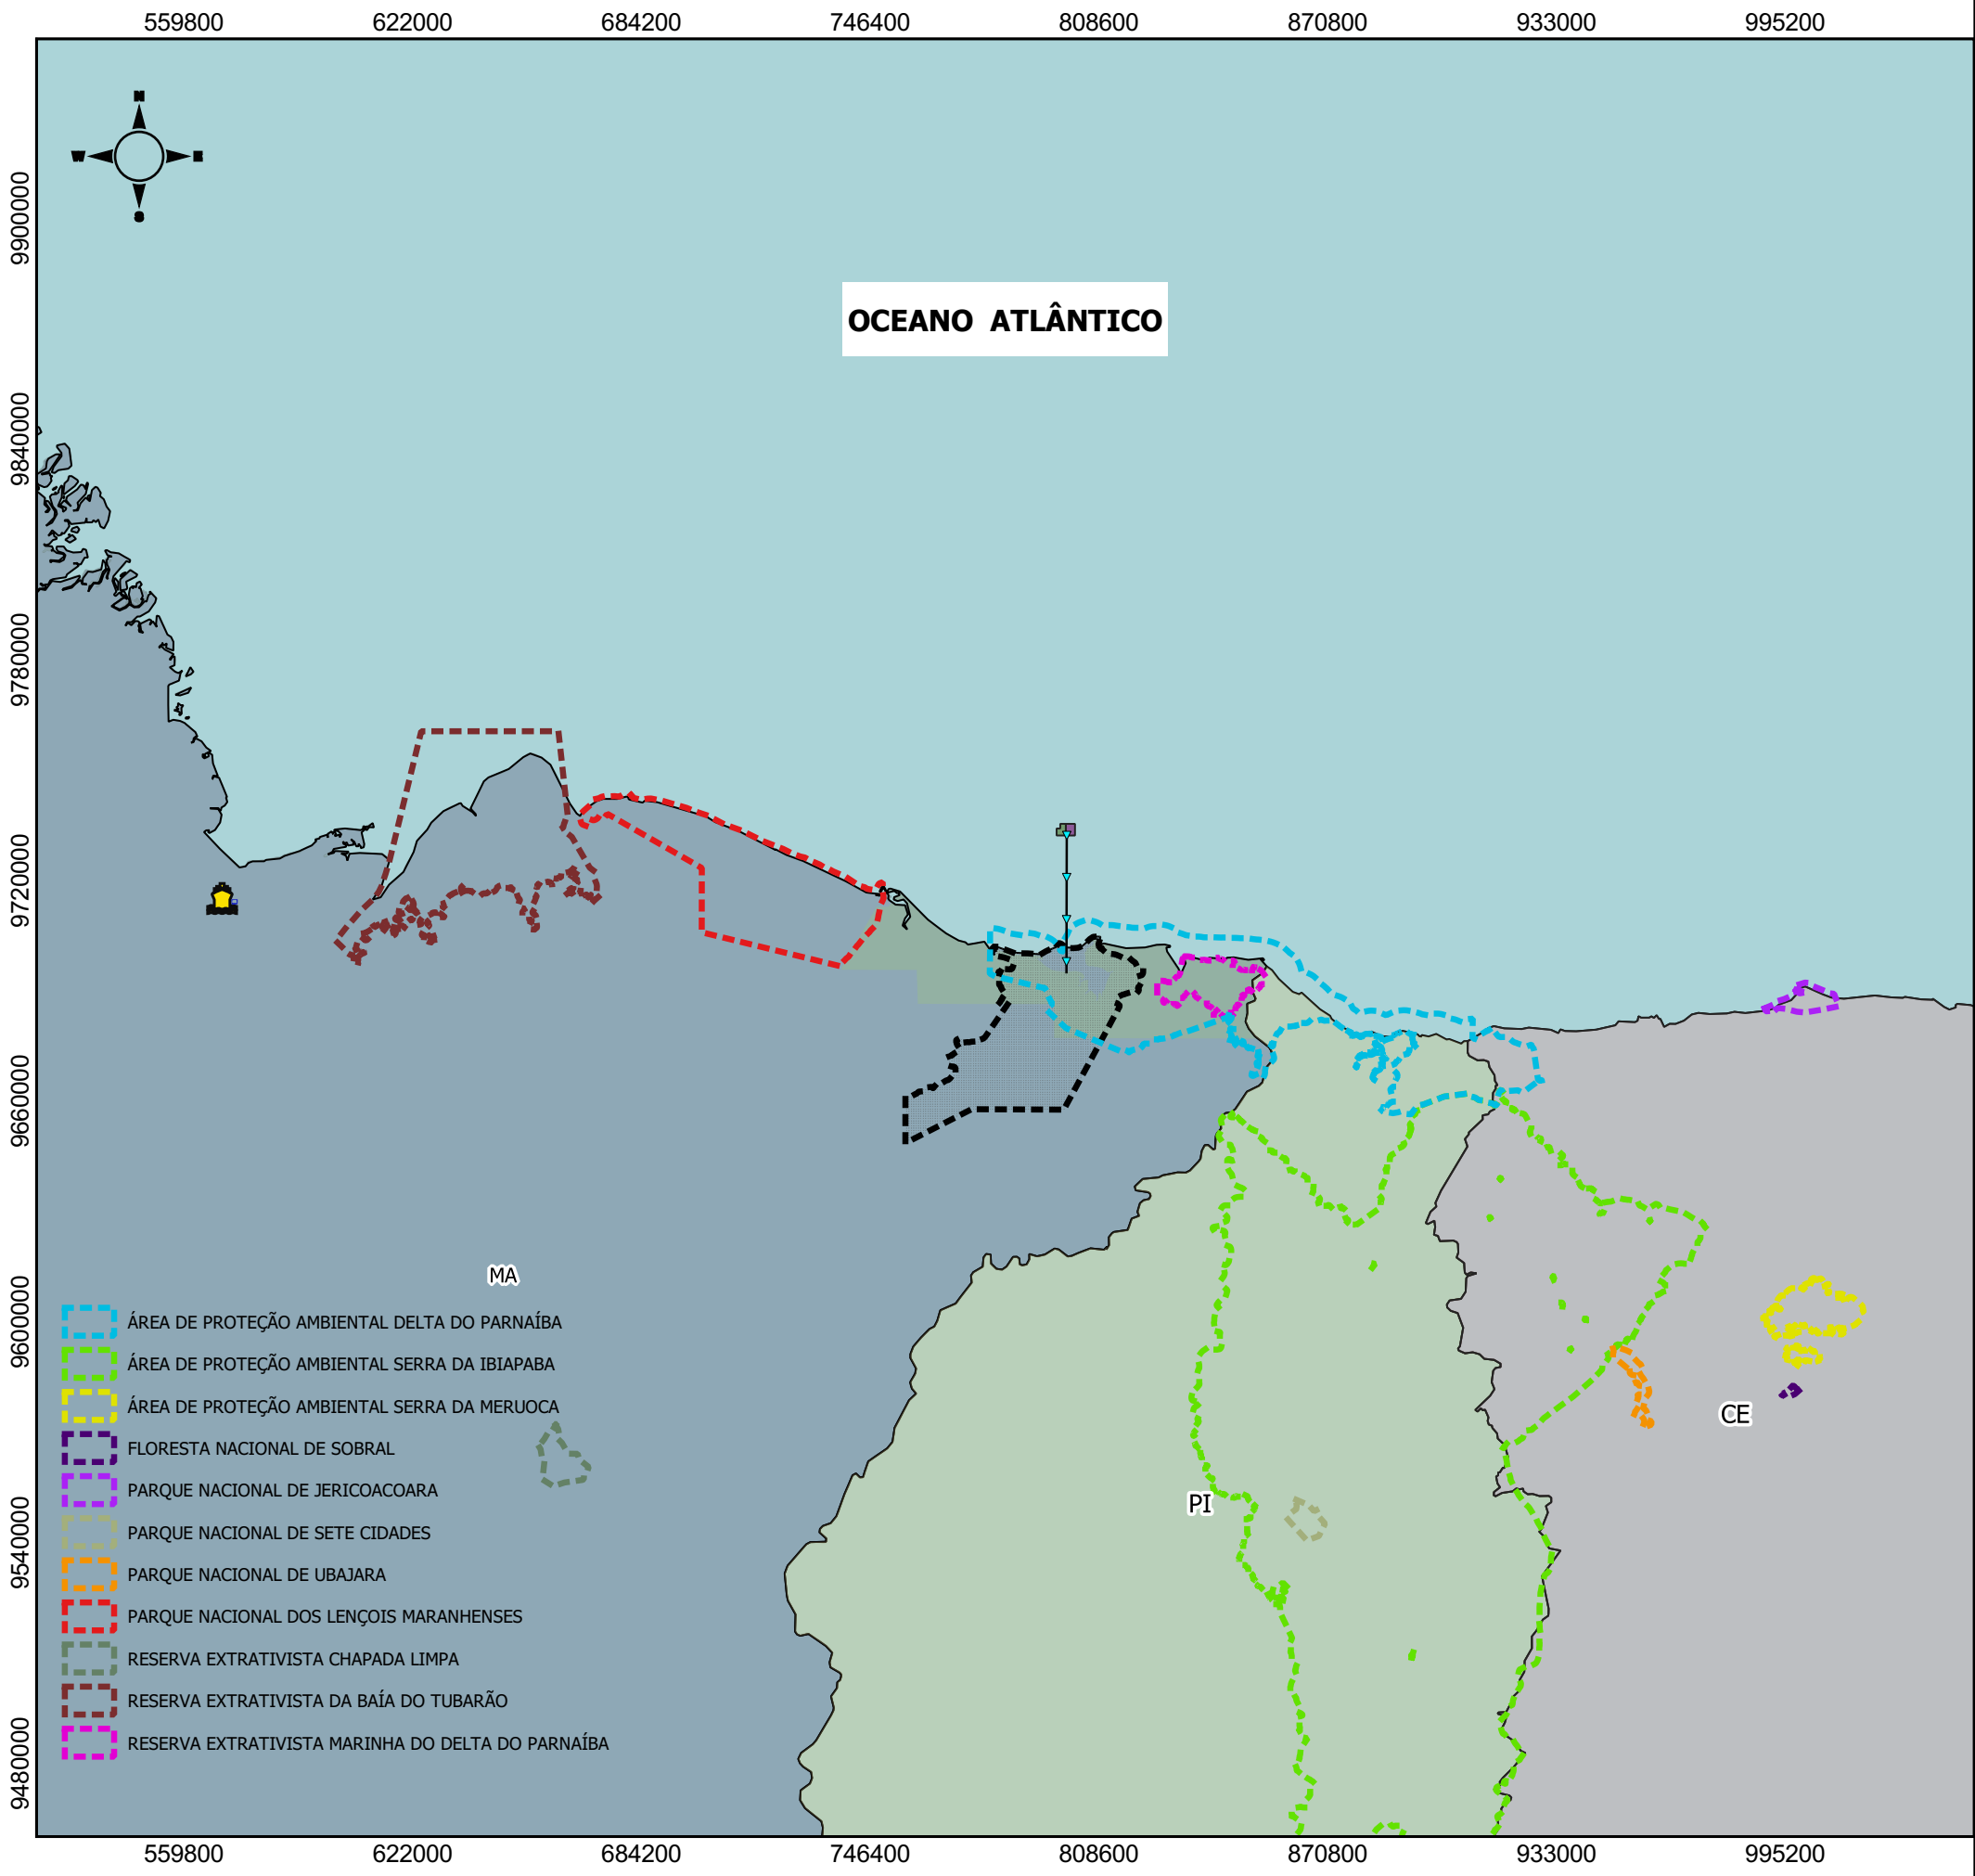 559800 622000 684200 746400 808600 870800 933000 995200
N
W E
S
9900000
9840000
9780000
9720000
9660000
9600000
9540000
9480000
OCEANO ATLÂNTICO
MA
PI
CE
ÁREA DE PROTEÇÃO AMBIENTAL DELTA DO PARNAÍBA
ÁREA DE PROTEÇÃO AMBIENTAL SERRA DA IBIAPABA
ÁREA DE PROTEÇÃO AMBIENTAL SERRA DA MERUOCA
FLORESTA NACIONAL DE SOBRAL
PARQUE NACIONAL DE JERICOACOARA
PARQUE NACIONAL DE SETE CIDADES
PARQUE NACIONAL DE UBAJARA
PARQUE NACIONAL DOS LENÇOIS MARANHENSES
RESERVA EXTRATIVISTA CHAPADA LIMPA
RESERVA EXTRATIVISTA DA BAÍA DO TUBARÃO
RESERVA EXTRATIVISTA MARINHA DO DELTA DO PARNAÍBA
559800 622000 684200 746400 808600 870800 933000 995200